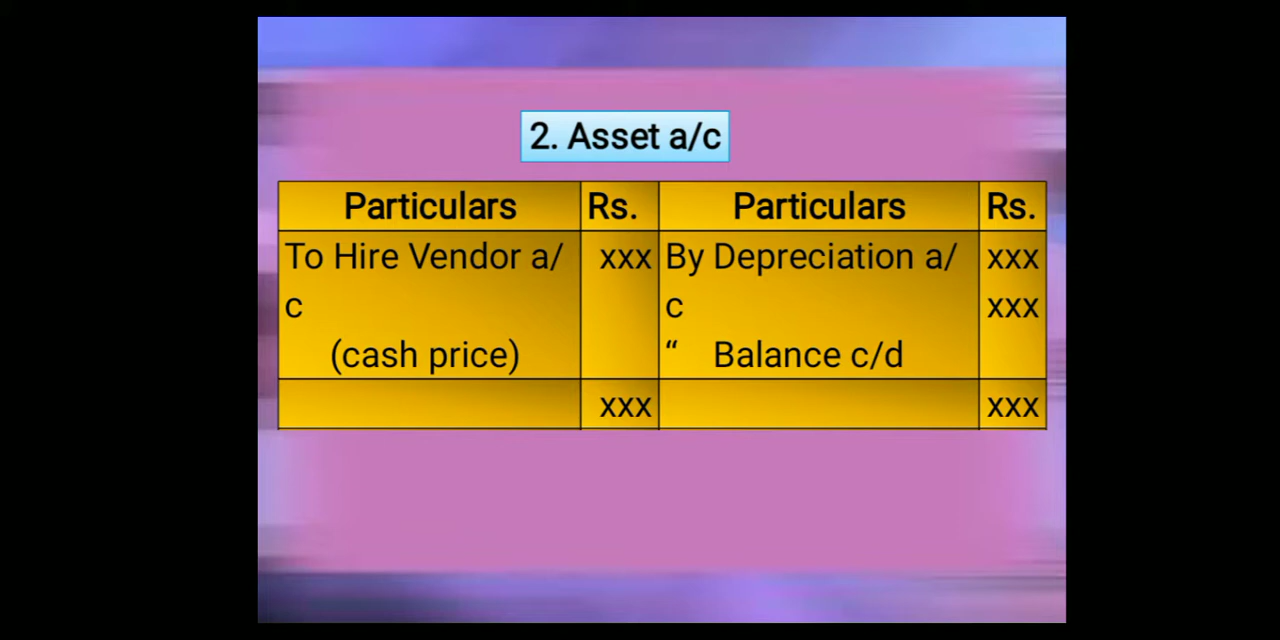 2. Asset a/c
Particulars Rs. Particulars Rs.
To Hire Vendor a/ xxx By Depreciation a/ xxx
c c xxx
(cash price) “ Balance c/d
xxx xxx